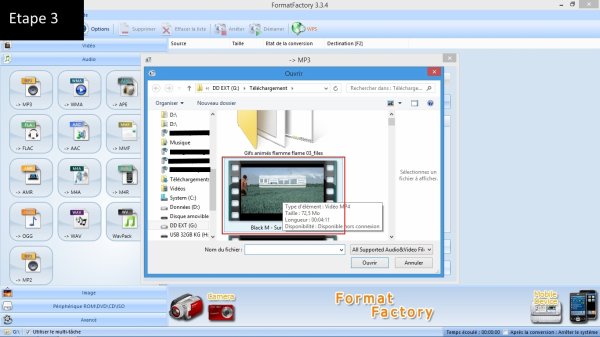 Etape 3
FormatFactory 3.3.4
Options
Supprimer
Effacer la liste
Arrêter
Démarrer
WPS
Vidéo
Audio
Source
Taille
Etat de la conversion
Destination (F2)
-> MP3
-> WMA
-> APE
FLAC
-> AAC
-> MMF
-> AMR
-> M4A
-> M4R
-> OGG
-> WAV
WavPack
-> MP2
-> MP3
Ouvrir
DD EXT (G:)
Téléchargement
Rechercher dans : Télécharge...
Organiser
Nouveau dossier
D:\
D:\
Musique
Téléchargements
Vidéos
System (C:)
Données (D:)
Disque amovible
DD EXT (G:)
USB 32GB KG (H:
Gifs animés flamme flame 03_files
Type d'élément : Vidéo MP4
Taille : 72,5 Mo
Longueur : 00:04:11
Disponibilité : Disponible hors connexion
Black M - Sur
Sélectionnez un fichier à afficher.
Nom du fichier :
All Supported Audio&Video File
Ouvrir
Annuler
Image
Périphérique ROM\DVD\CD\ISO
Avancé
Camera
Format Factory
Mobile device
Utiliser le multi-tâche
Temps écoulé : 00:00:00
Après la conversion : Arrêter le système